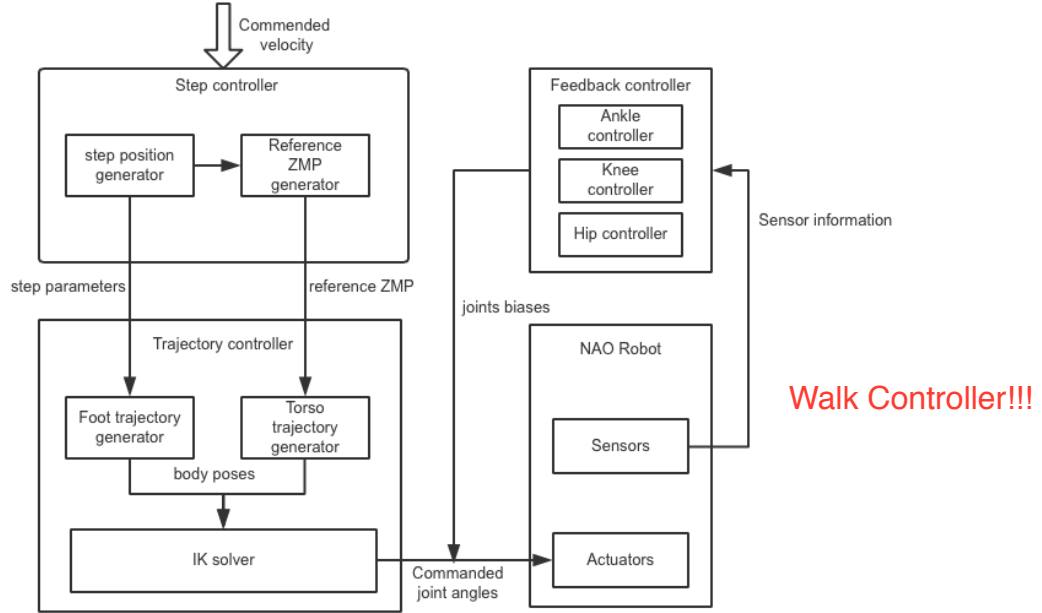 Commended
velocity
Step controller
step position
generator
Reference
ZMP
generator
step parameters
reference ZMP
Trajectory controller
Foot trajectory
generator
Torso
trajectory
generator
body poses
IK solver
Feedback controller
Ankle
controller
Knee
controller
Hip controller
Sensor information
joints biases
NAO Robot
Sensors
Actuators
Commanded
joint angles
Walk Controller!!!